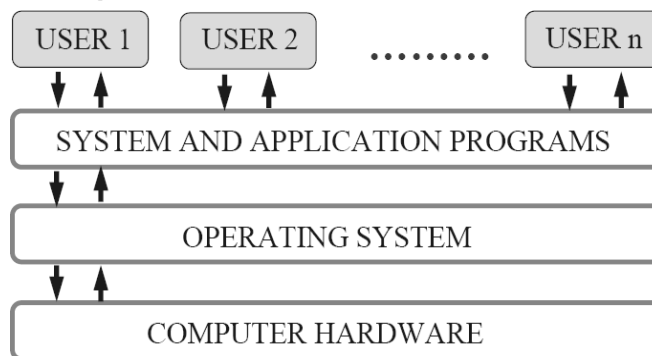 USER 1 USER 2 ......... USER n
SYSTEM AND APPLICATION PROGRAMS
OPERATING SYSTEM
COMPUTER HARDWARE